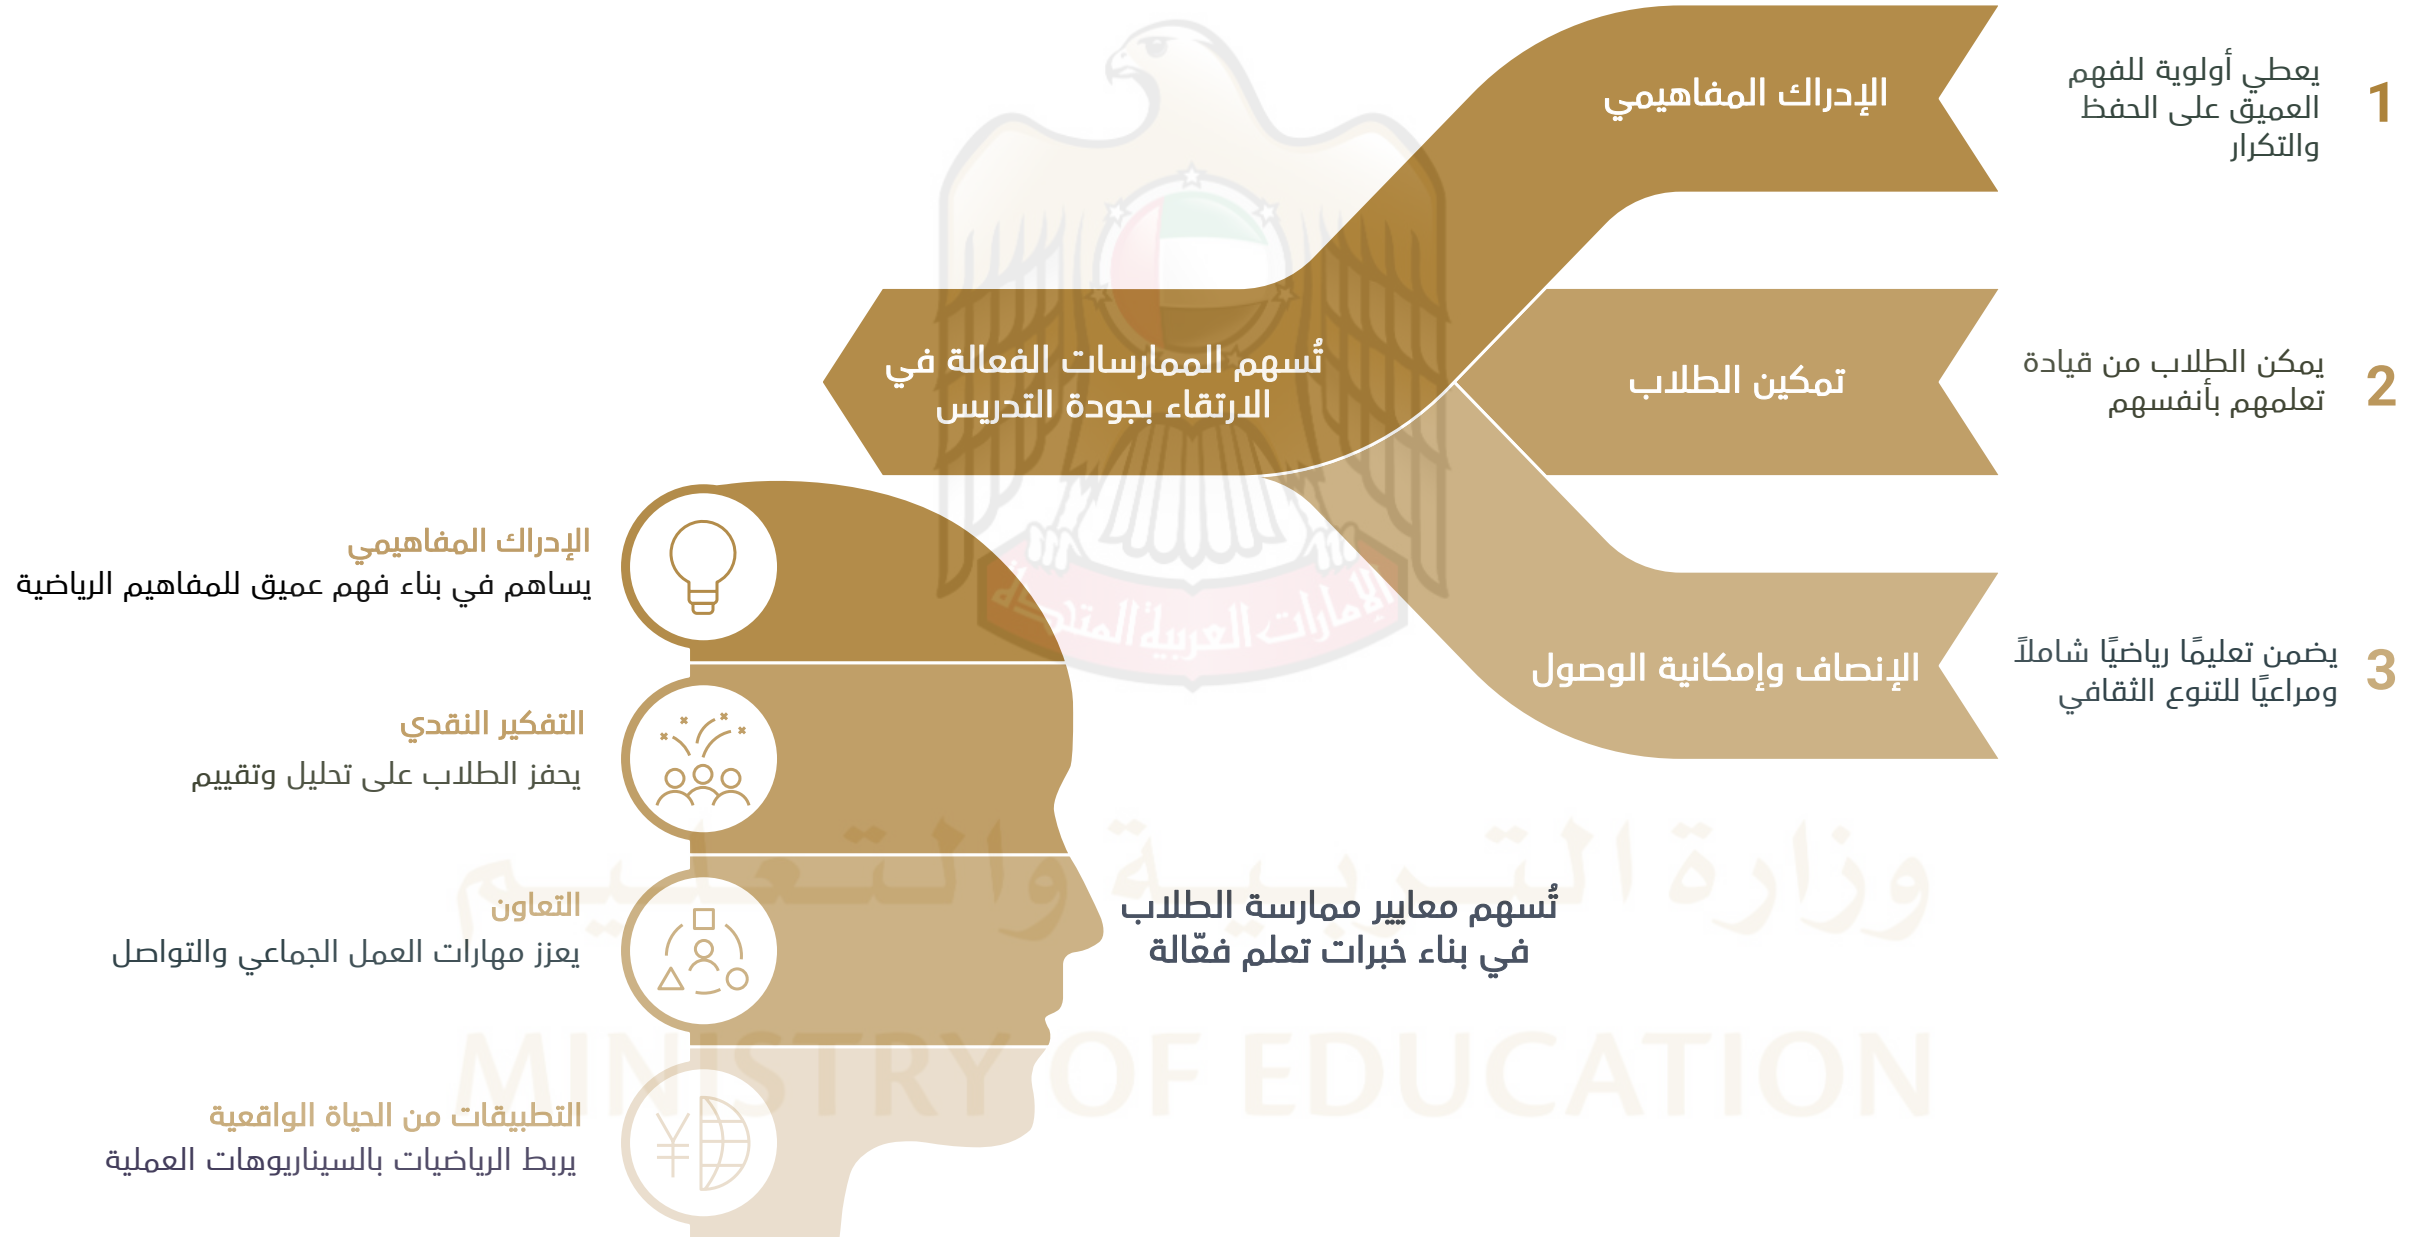 1
يعطي أولوية للفهم
العميق على الحفظ
والتكرار
الإدراك المفاهيمي
2
يمكن الطلاب من قيادة
تعلمهم بأنفسهم
تمكين الطلاب
3
يضمن تعليمًا رياضيًا شاملاً
ومراعيًا للتنوع الثقافي
الإنصاف وإمكانية الوصول
تُسهم الممارسات الفعالة في
الارتقاء بجودة التدريس
الإمارات العربية المتحدة
وزارة التربية والتعليم
MINISTRY OF EDUCATION
تُسهم معايير ممارسة الطلاب
في بناء خبرات تعلم فعّالة
الإدراك المفاهيمي
يساهم في بناء فهم عميق للمفاهيم الرياضية
التفكير النقدي
يحفز الطلاب على تحليل وتقييم
التعاون
يعزز مهارات العمل الجماعي والتواصل
التطبيقات من الحياة الواقعية
يربط الرياضيات بالسيناريوهات العملية
¥